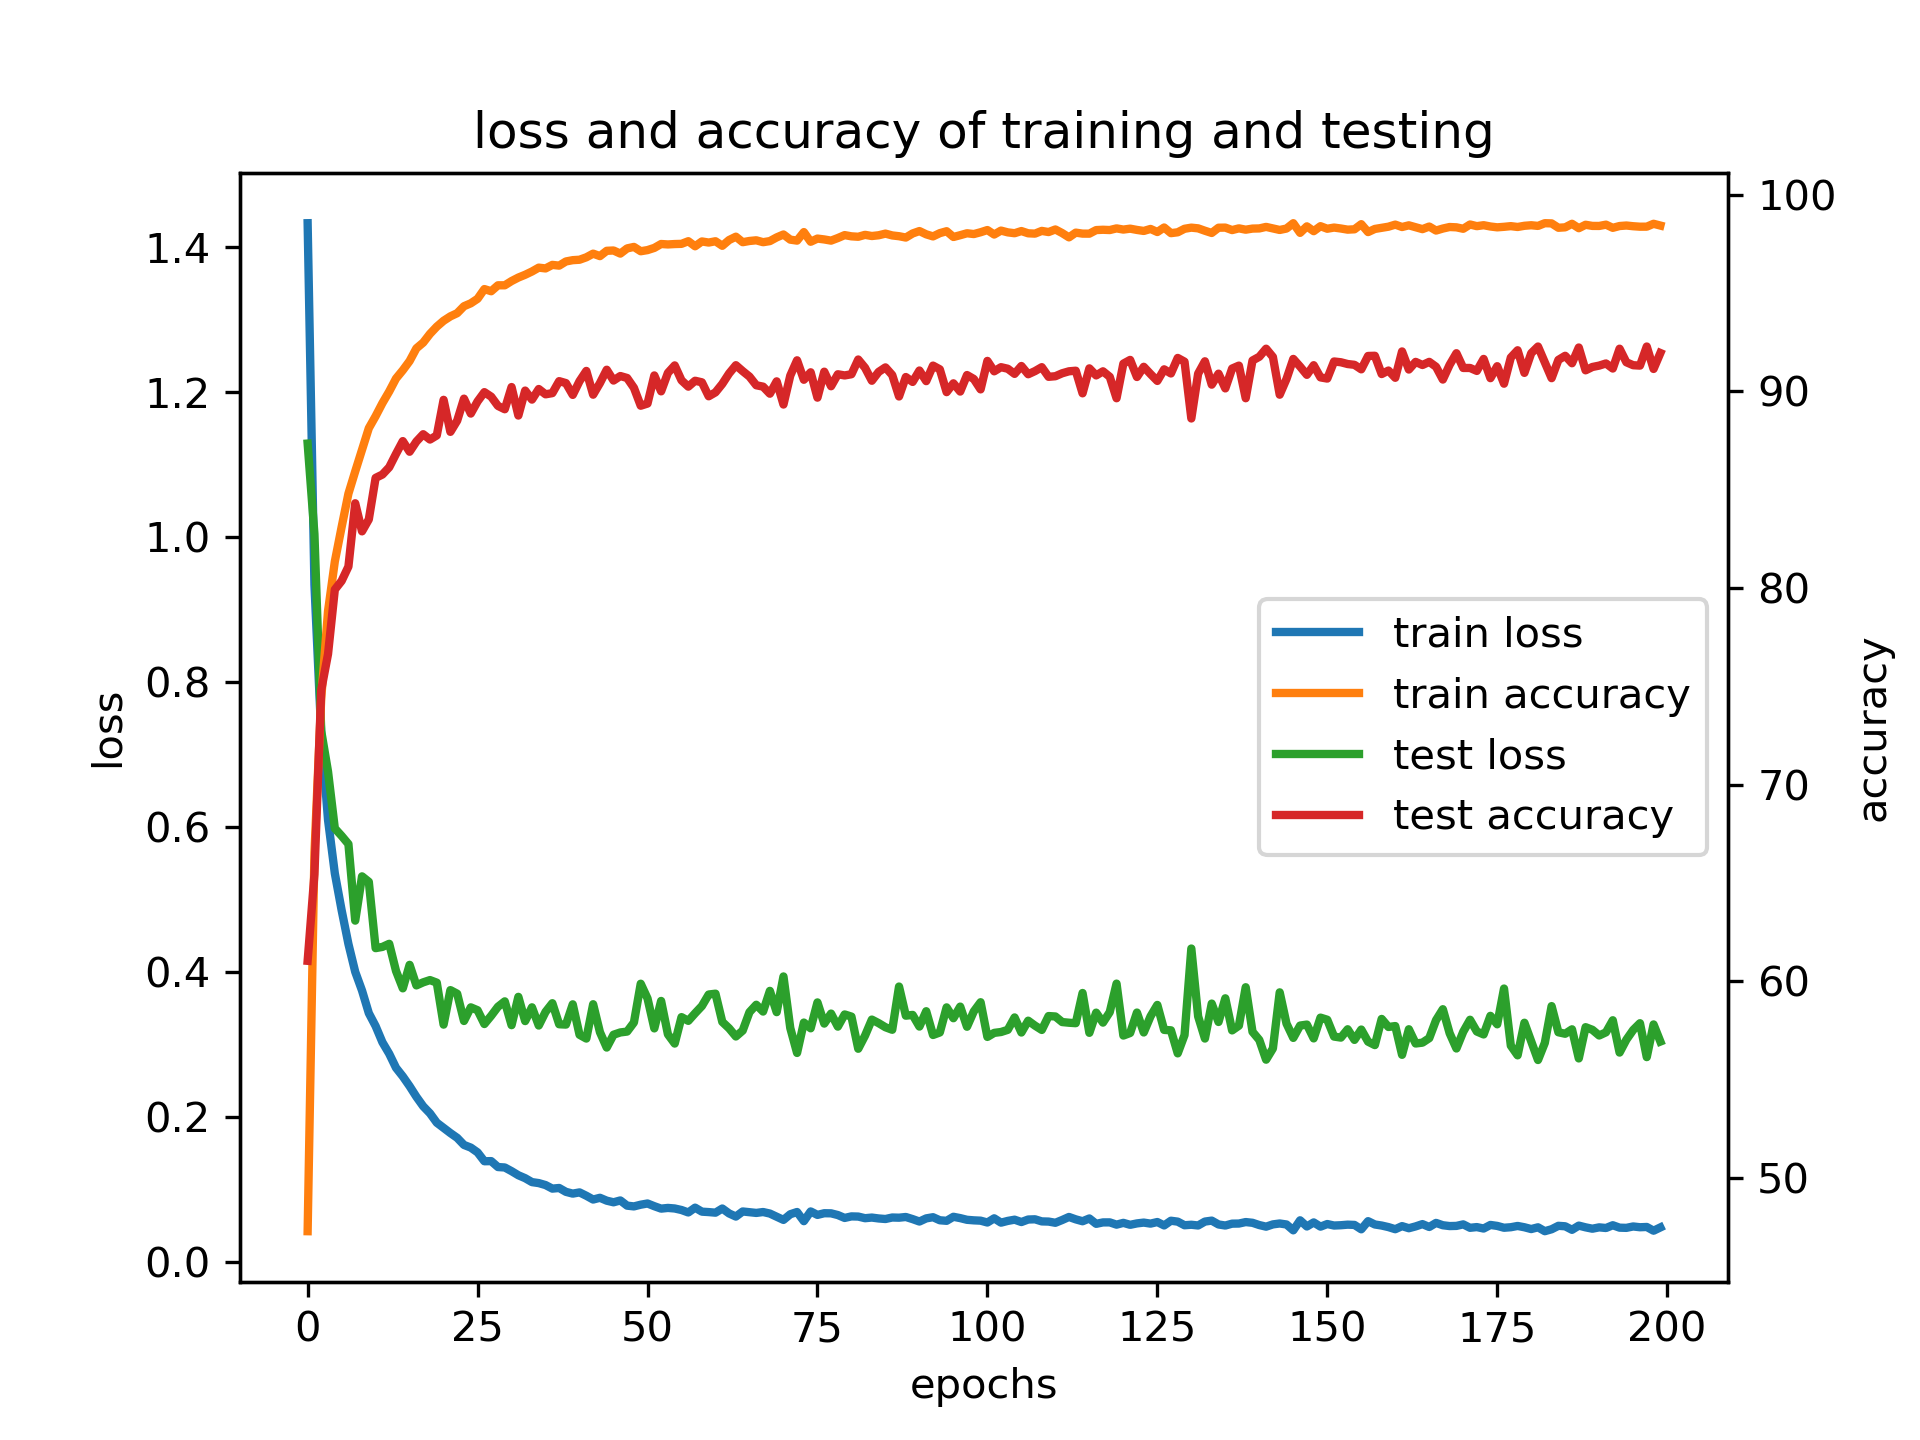 loss and accuracy of training and testing
1.4
1.2
1.0
0.8
0.6
0.4
0.2
0.0
loss
100
90
80
70
60
50
accuracy
train loss
train accuracy
test loss
test accuracy
0 25 50 75 100 125 150 175 200
epochs